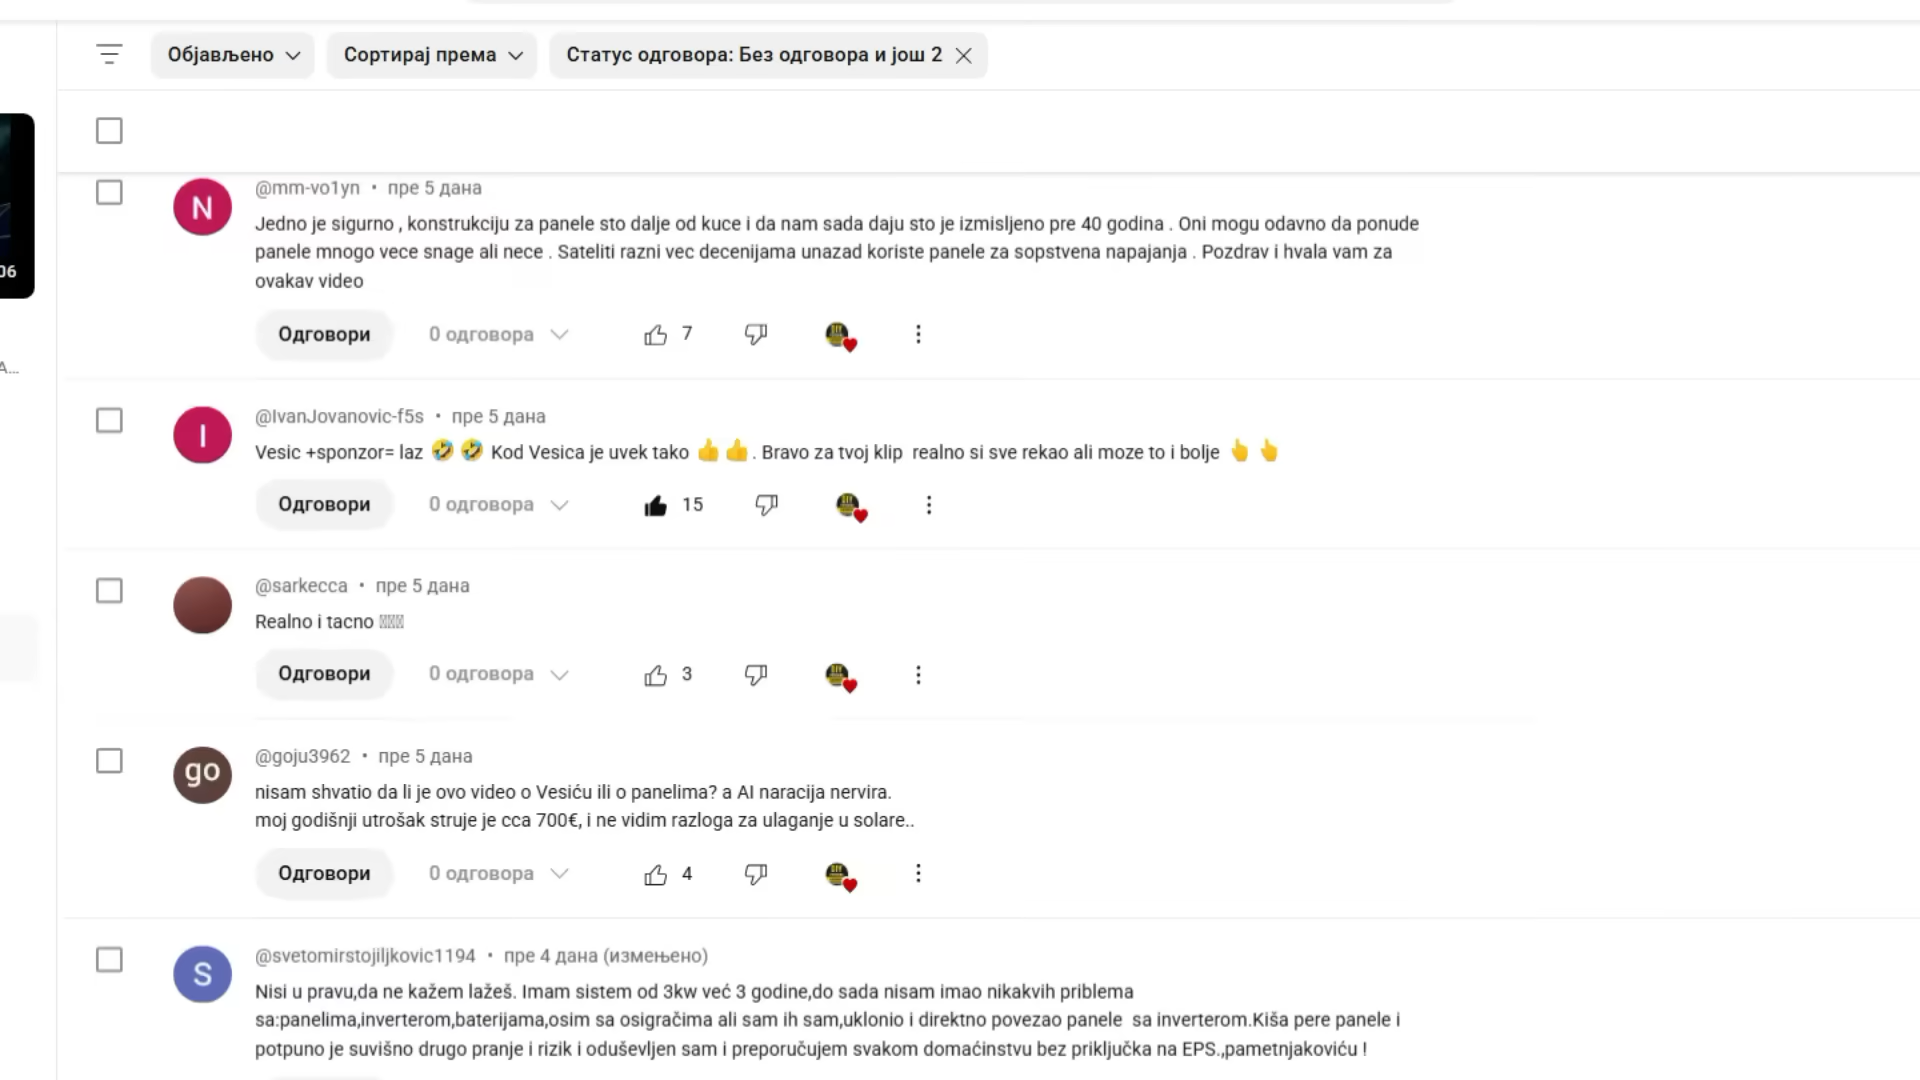 Објављено
Сортирај према
Статус одговора: Без одговора и још 2
06
A...
N
@mm-vo1yn • пре 5 дана
Jedno je sigurno , konstrukciju za panele sto dalje od kuce i da nam sada daju sto je izmisljeno pre 40 godina . Oni mogu odavno da ponude
panele mnogo vece snage ali nece . Sateliti razni vec decenijama unazad koriste panele za sopstvena napajanja . Pozdrav i hvala vam za
ovakav video
Одговори 0 одговора 7
I
@IvanJovanovic-f5s • пре 5 дана
Vesic +sponzor= laz 🤣 🤣 Kod Vesica je uvek tako 👍 👍 . Bravo za tvoj klip realno si sve rekao ali moze to i bolje 👆 👆
Одговори 0 одговора 15
@sarkecca • пре 5 дана
Realno i tacno
Одговори 0 одговора 3
go
@goju3962 • пре 5 дана
nisam shvatio da li je ovo video o Vesiću ili o panelima? a AI naracija nervira.
moj godišnji utrošak struje je cca 700€, i ne vidim razloga za ulaganje u solare..
Одговори 0 одговора 4
S
@svetomirstojiljkovic1194 • пре 4 дана (измењено)
Nisi u pravu,da ne kažem lažeš. Imam sistem od 3kw već 3 godine,do sada nisam imao nikakvih priblema
sa:panelima,inverterom,baterijama,osim sa osigračima ali sam ih sam,uklonio i direktno povezao panele sa inverterom.Kiša pere panele i
potpuno je suvišno drugo pranje i rizik i oduševljen sam i preporučujem svakom domaćinstvu bez priključka na EPS.,pametnjakoviću !